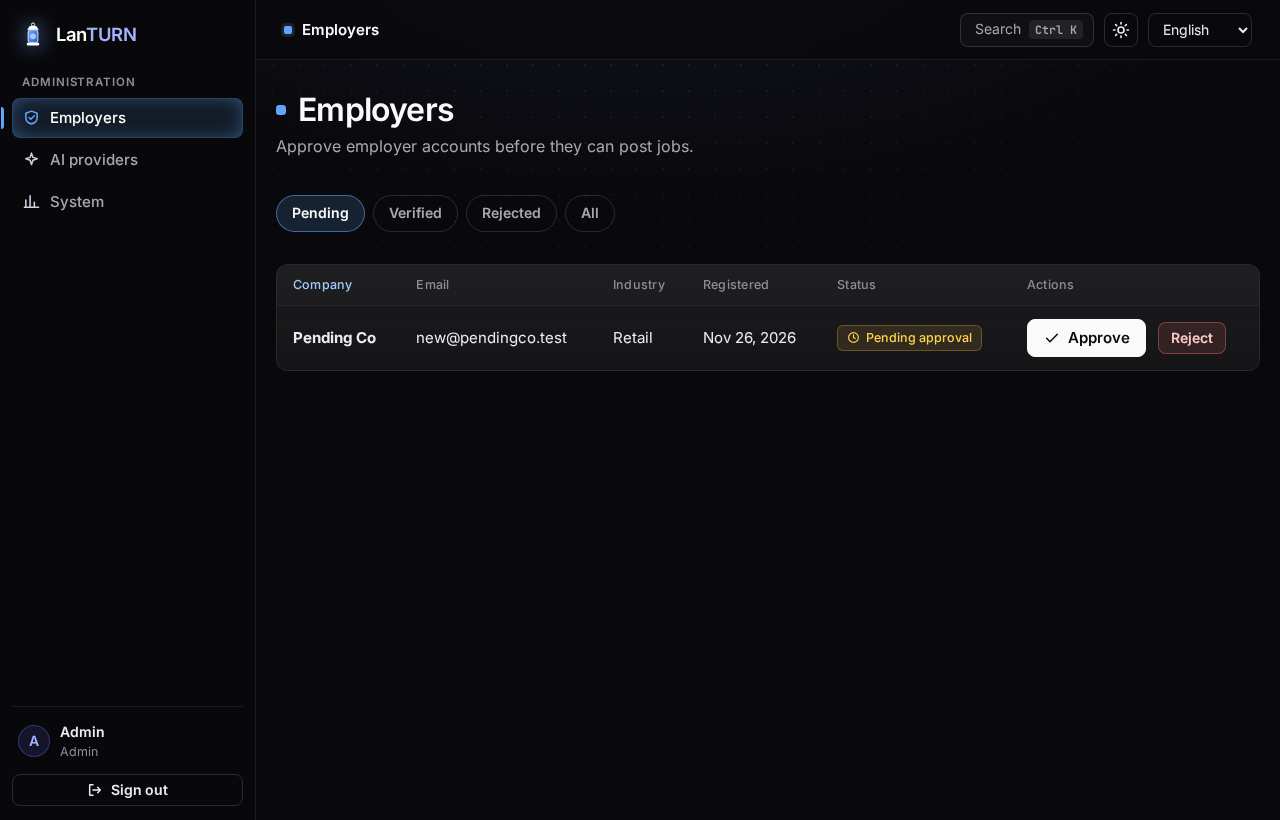 LanTURN
ADMINISTRATION
Employers
AI providers
System
Admin
A
Admin
Sign out
Employers
Search Ctrl K
English
Employers
Approve employer accounts before they can post jobs.
Pending Verified Rejected All
Company Email Industry Registered Status Actions
Pending Co new@pendingco.test Retail Nov 26, 2026 Pending approval Approve Reject